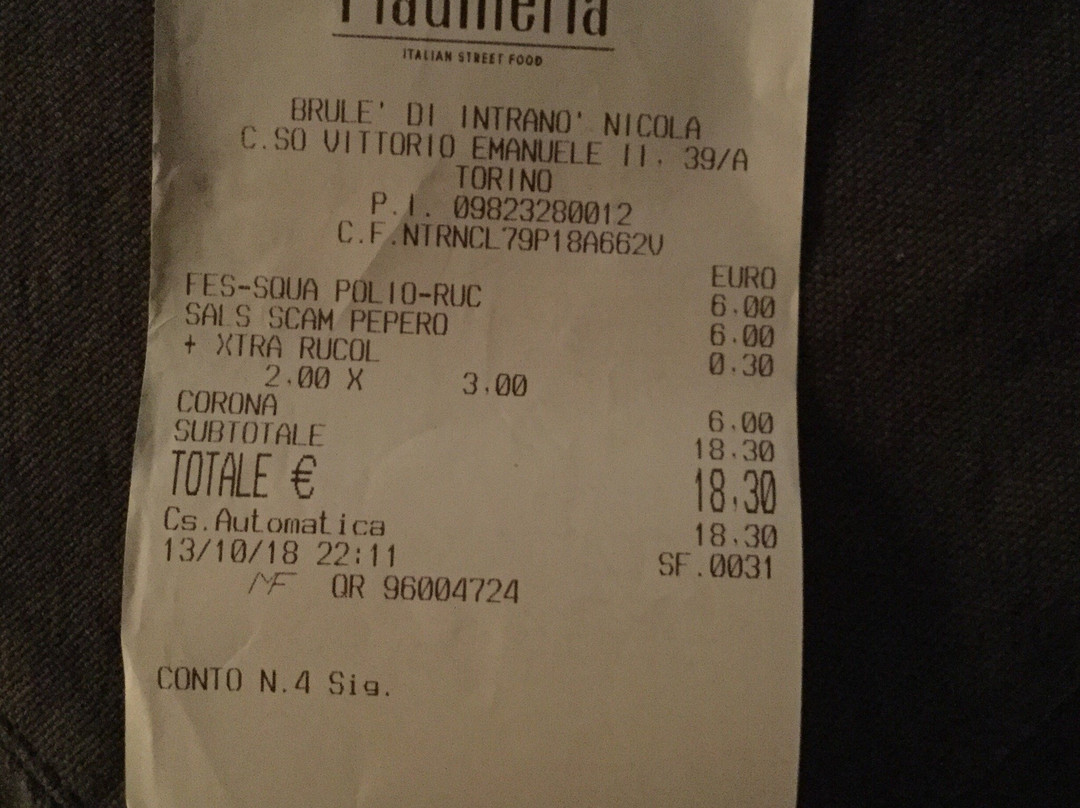 Piadineria
ITALIAN STREET FOOD
BRULE' DI INTRANO' NICOLA
C.SO VITTORIO EMANUELE II, 39/A
TORINO
P.I. 09823280012
C.F.NTRNCL79P18A662V
EURO
FES-SQUA POLIO-RUC 6.00
SALS SCAM PEPERO 6.00
+ XTRA RUCOL 0.30
2.00 X 3.00
CORONA 6.00
SUBTOTALE 18.30
TOTALE € 18,30
Cs.Automatica 18.30
13/10/18 22:11 SF.0031
MF QR 96004724
CONTO N.4 Sig.